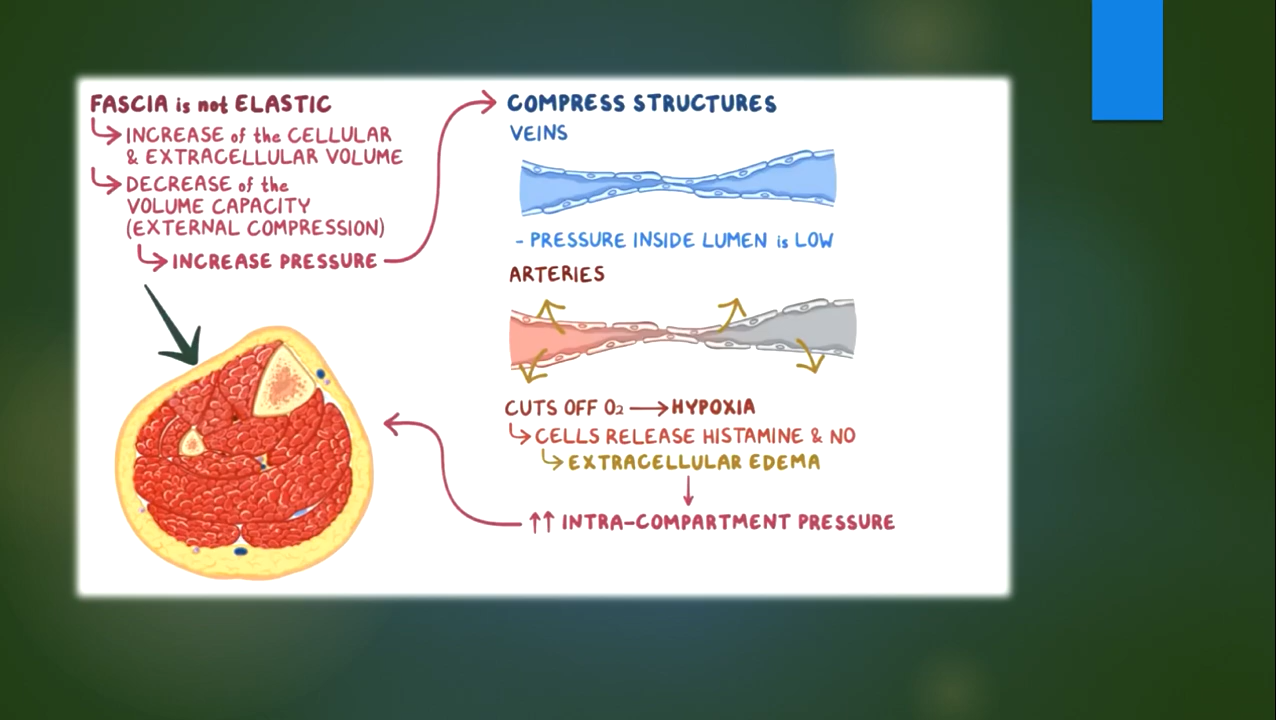 FASCIA is not ELASTIC
INCREASE of the CELLULAR
& EXTRACELLULAR VOLUME
DECREASE of the
VOLUME CAPACITY
(EXTERNAL COMPRESSION)
INCREASE PRESSURE
COMPRESS STRUCTURES
VEINS
- PRESSURE INSIDE LUMEN is LOW
ARTERIES
CUTS OFF O₂ → HYPOXIA
CELLS RELEASE HISTAMINE & NO
EXTRACELLULAR EDEMA
↑↑ INTRA-COMPARTMENT PRESSURE